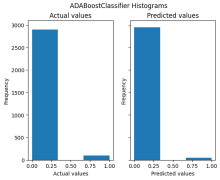 ADABoostClassifier Histograms
Actual values
Predicted values
3000
2500
2000
1500
1000
500
0
Frequency
Frequency
0.00 0.25 0.50 0.75 1.00
0.00 0.25 0.50 0.75 1.00
Actual values
Predicted values